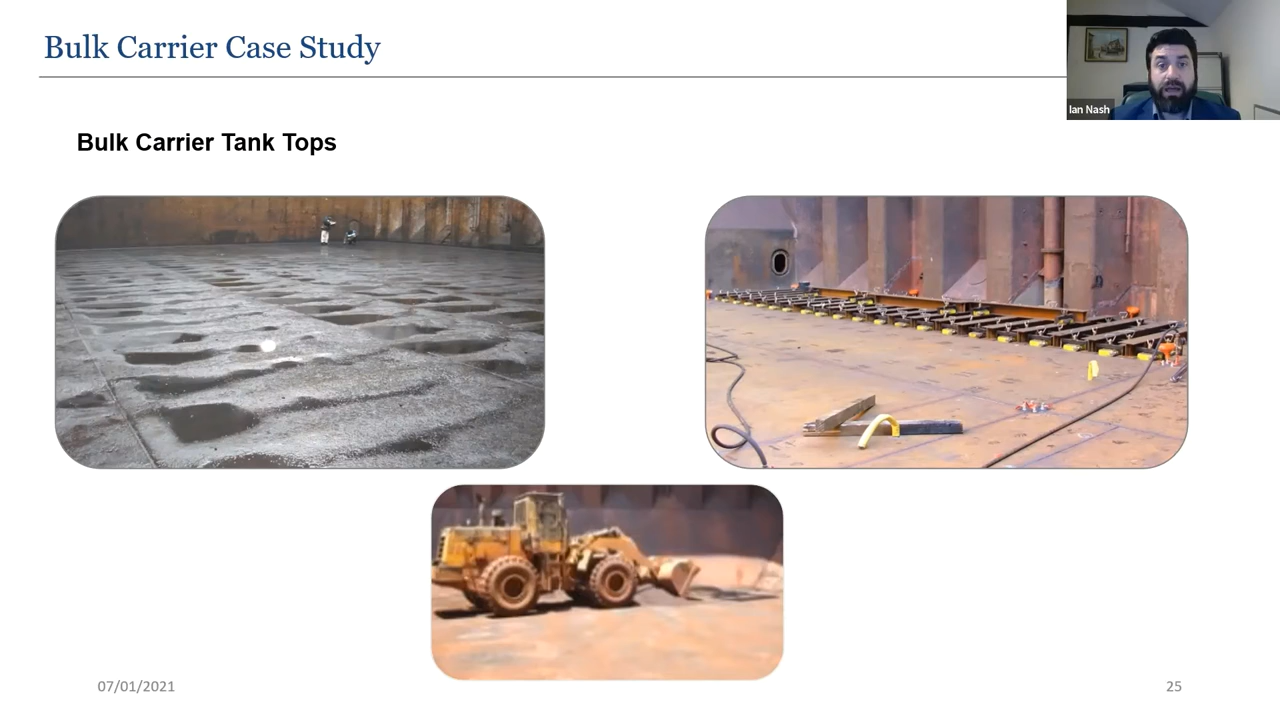 Bulk Carrier Case Study
Ian Nash
Bulk Carrier Tank Tops
07/01/2021
25